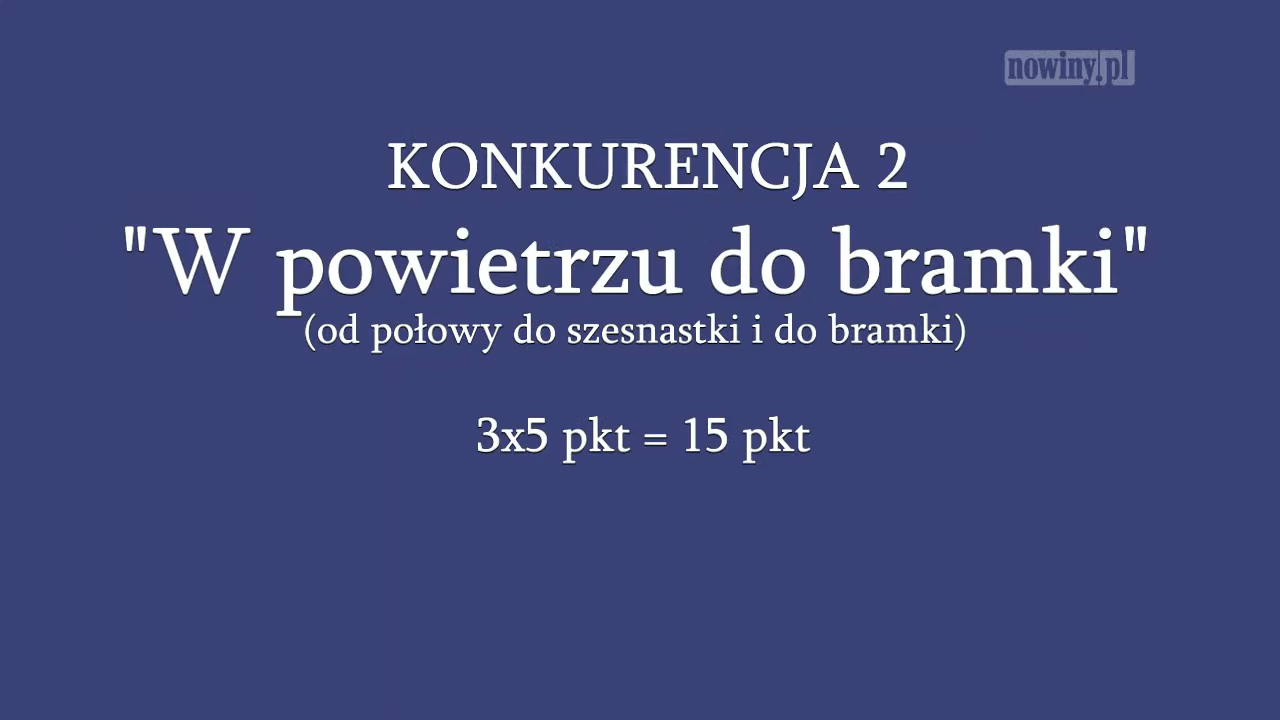 nowiny.pl
KONKURENCJA 2
"W powietrzu do bramki"
(od połowy do szesnastki i do bramki)
3x5 pkt = 15 pkt